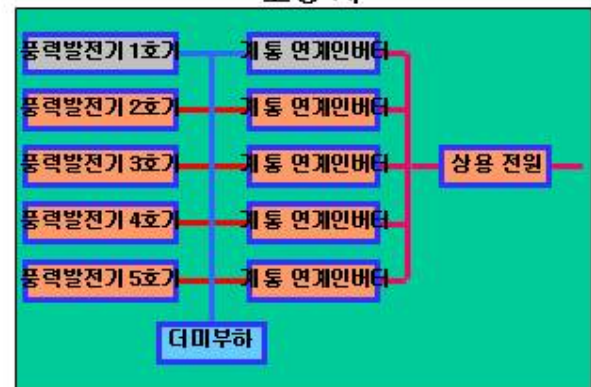 풍력발전기 1호기 계통 연계인버터
풍력발전기 2호기 계통 연계인버터
풍력발전기 3호기 계통 연계인버터 상용 전원
풍력발전기 4호기 계통 연계인버터
풍력발전기 5호기 계통 연계인버터
더미부하